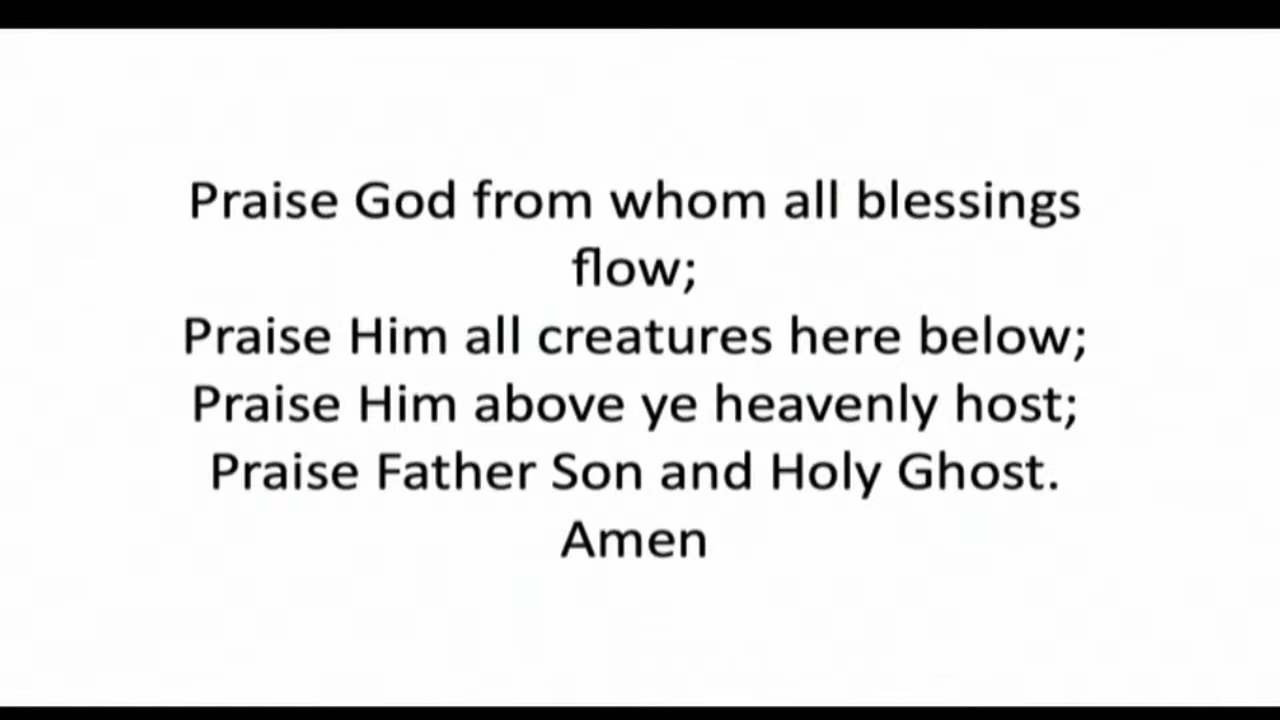 Praise God from whom all blessings
flow;
Praise Him all creatures here below;
Praise Him above ye heavenly host;
Praise Father Son and Holy Ghost.
Amen